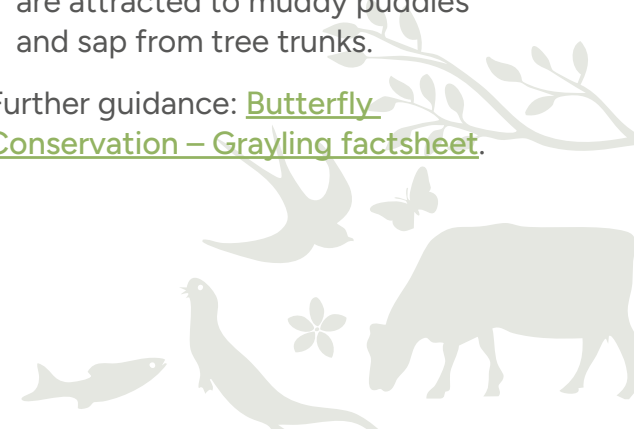 are attracted to muddy puddles
and sap from tree trunks.
Further guidance: Butterfly
Conservation – Grayling factsheet.